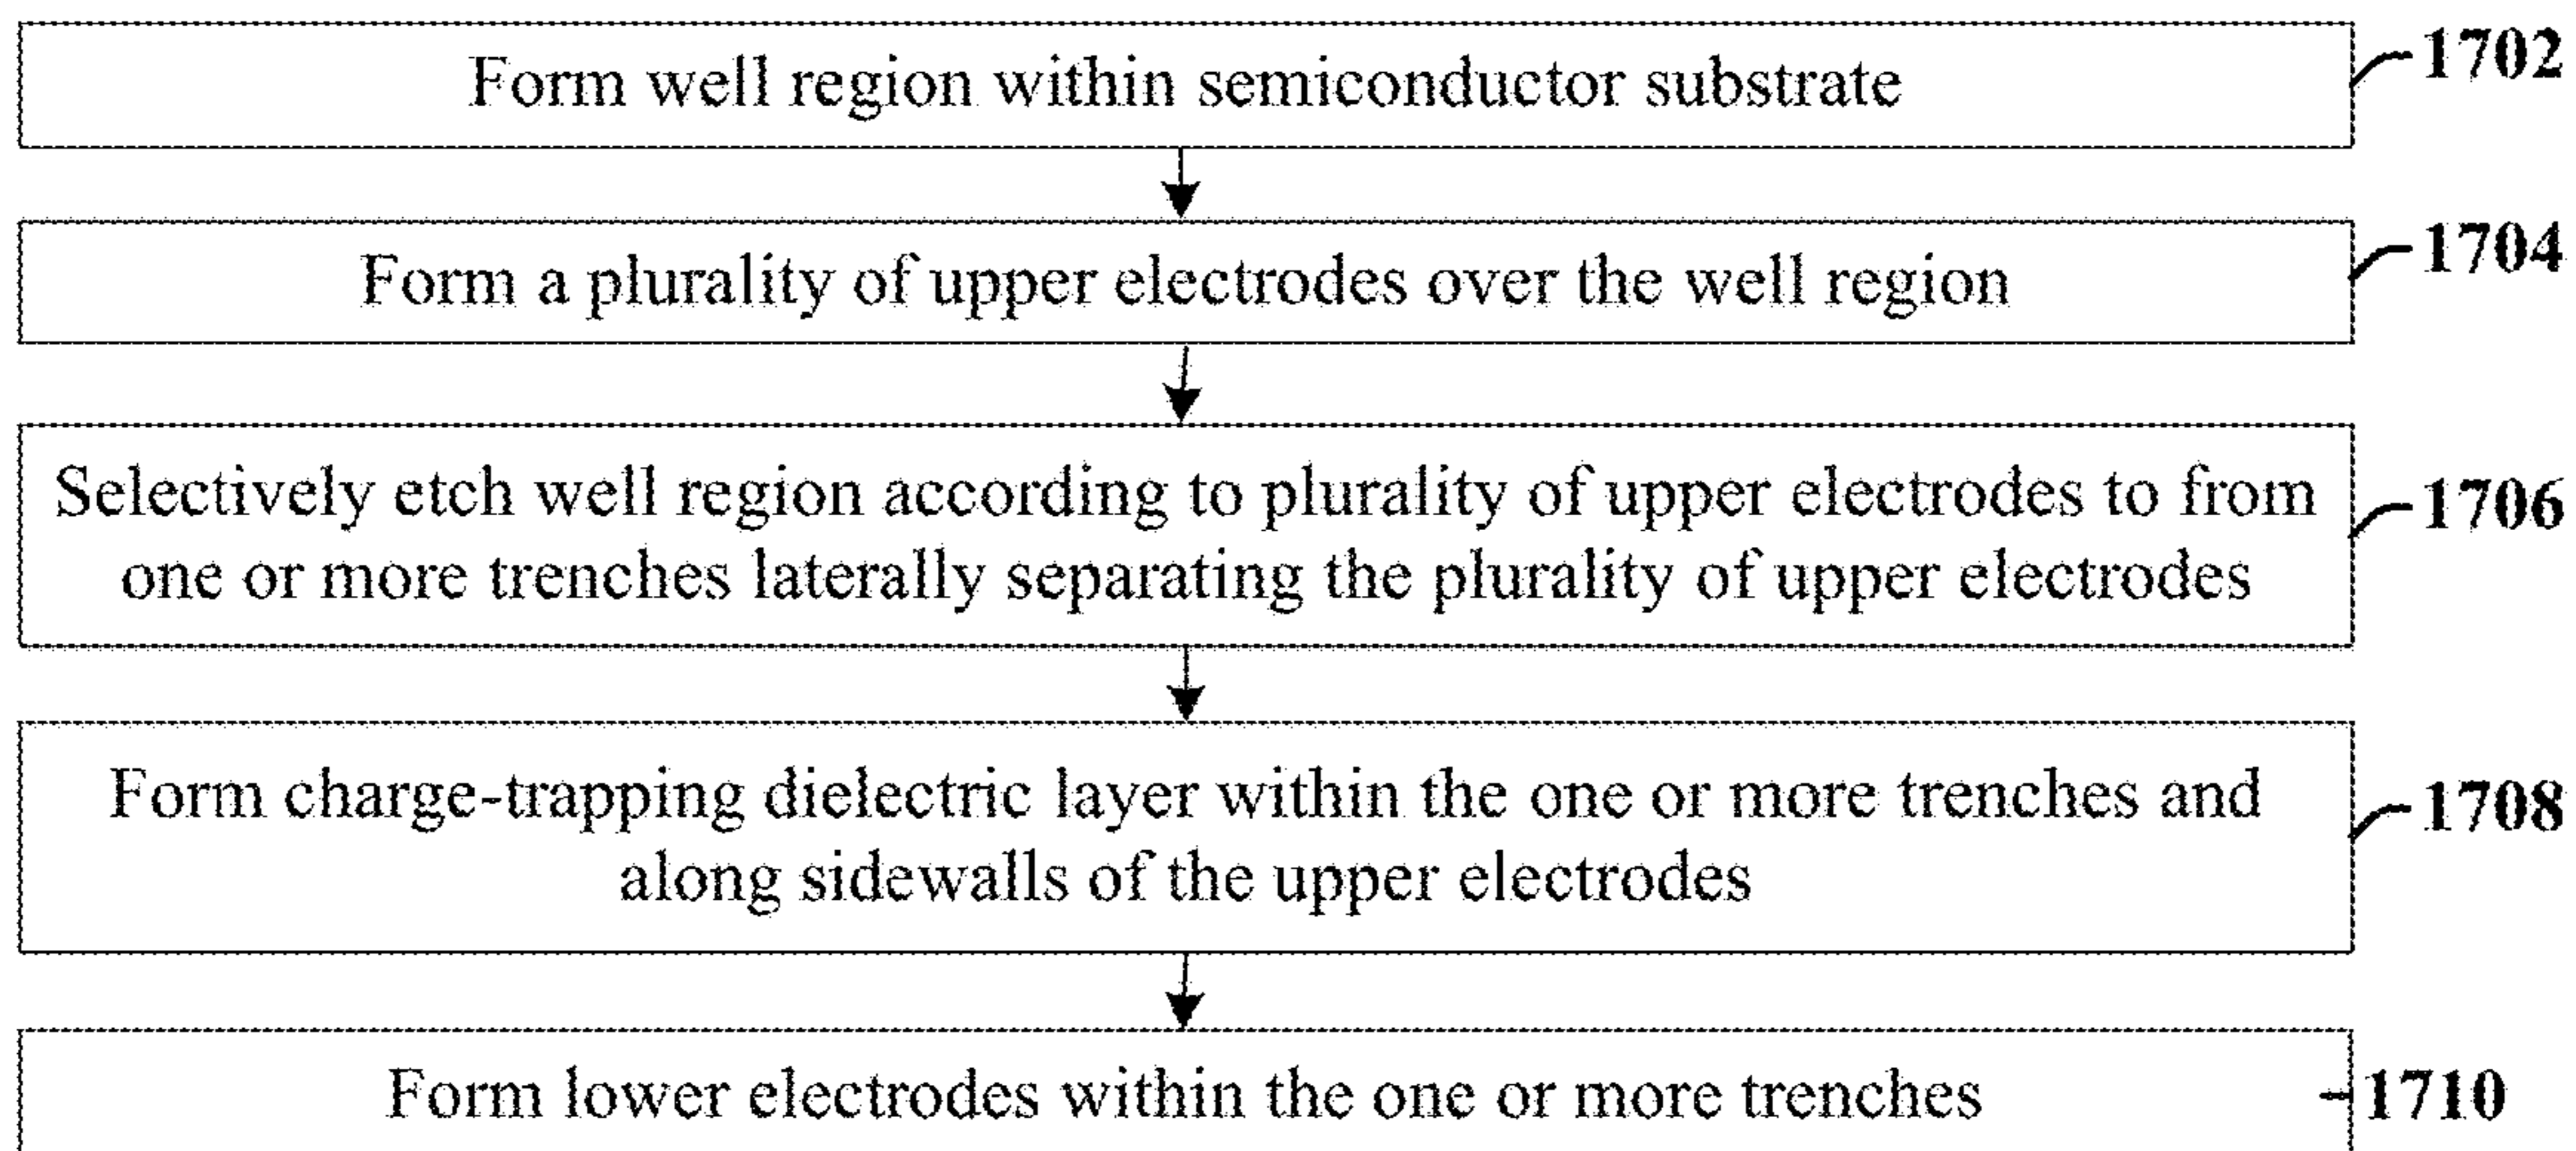 Form well region within semiconductor substrate
1702
Form a plurality of upper electrodes over the well region
1704
Selectively etch well region according to plurality of upper electrodes to from
one or more trenches laterally separating the plurality of upper electrodes
1706
Form charge-trapping dielectric layer within the one or more trenches and
along sidewalls of the upper electrodes
1708
Form lower electrodes within the one or more trenches
1710